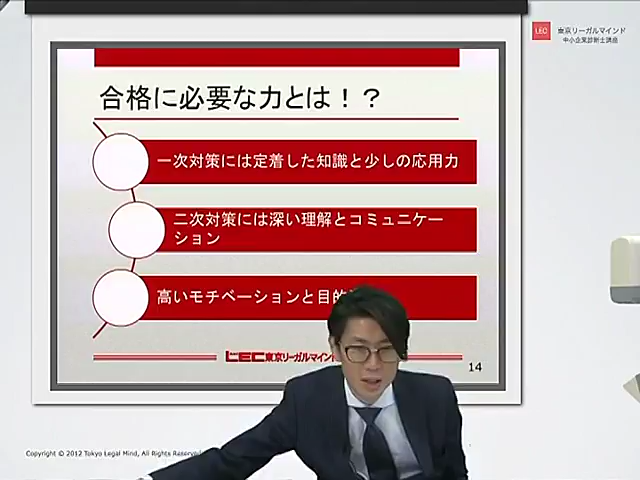 LEC 東京リーガルマインド
中小企業診断士講座
合格に必要な力とは！？
一次対策には定着した知識と少しの応用力
二次対策には深い理解とコミュニケー
ション
高いモチベーションと目的
LEC東京リーガルマインド
14
Copyright © 2012 Tokyo Legal Mind, All Rights Reserved